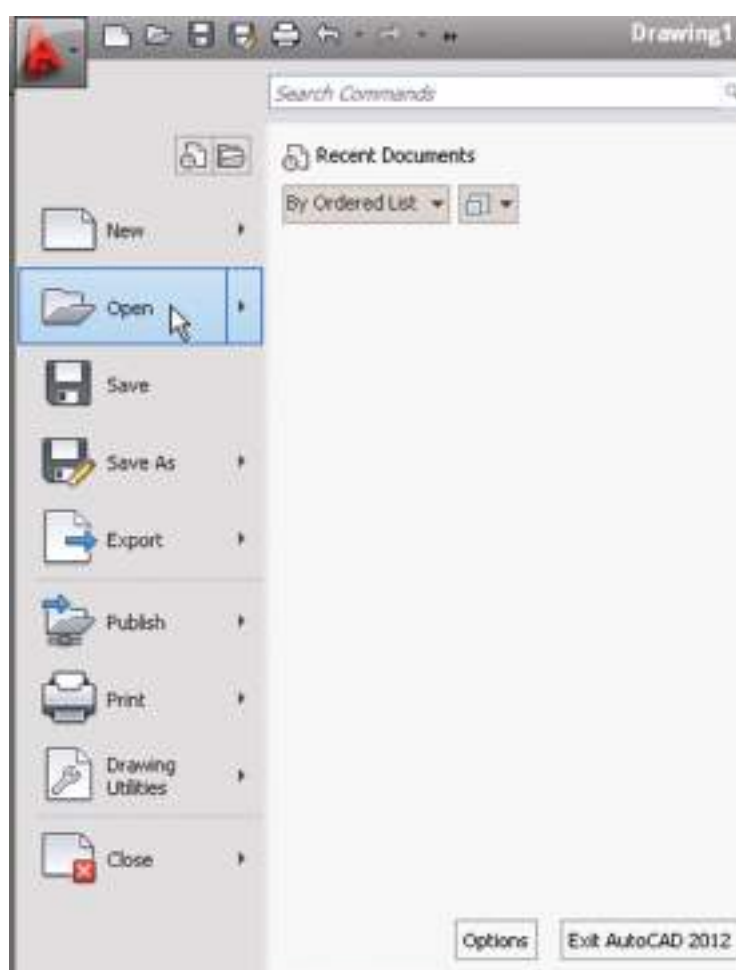 Drawing1
Search Commands
Recent Documents
By Ordered List
New
Open
Save
Save As
Export
Publish
Print
Drawing
Utilities
Close
Options
Exit AutoCAD 2012